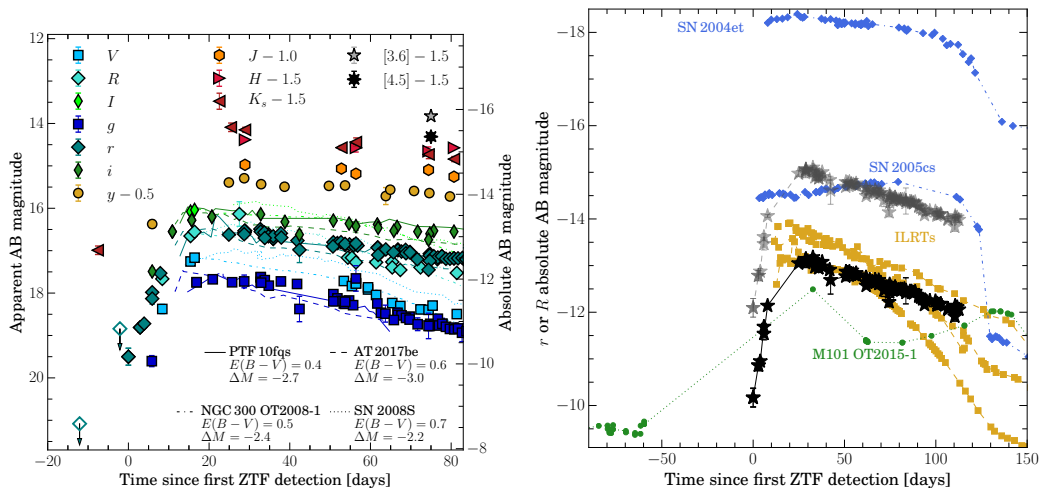 12
14
16
18
20
−20
0
20
40
60
80
−16
−14
−12
−10
−8
Apparent AB magnitude
Absolute AB magnitude
Time since first ZTF detection [days]
V
R
I
g
r
i
y − 0.5
J − 1.0
H − 1.5
K_s − 1.5
[3.6] − 1.5
[4.5] − 1.5
PTF 10fqs
E(B − V) = 0.4
ΔM = −2.7
AT 2017be
E(B − V) = 0.6
ΔM = −3.0
NGC 300 OT2008-1
E(B − V) = 0.5
ΔM = −2.4
SN 2008S
E(B − V) = 0.7
ΔM = −2.2
−18
−16
−14
−12
−10
r or R absolute AB magnitude
SN 2004et
SN 2005cs
ILRTs
M101 OT2015-1
−50
0
50
100
150
Time since first ZTF detection [days]